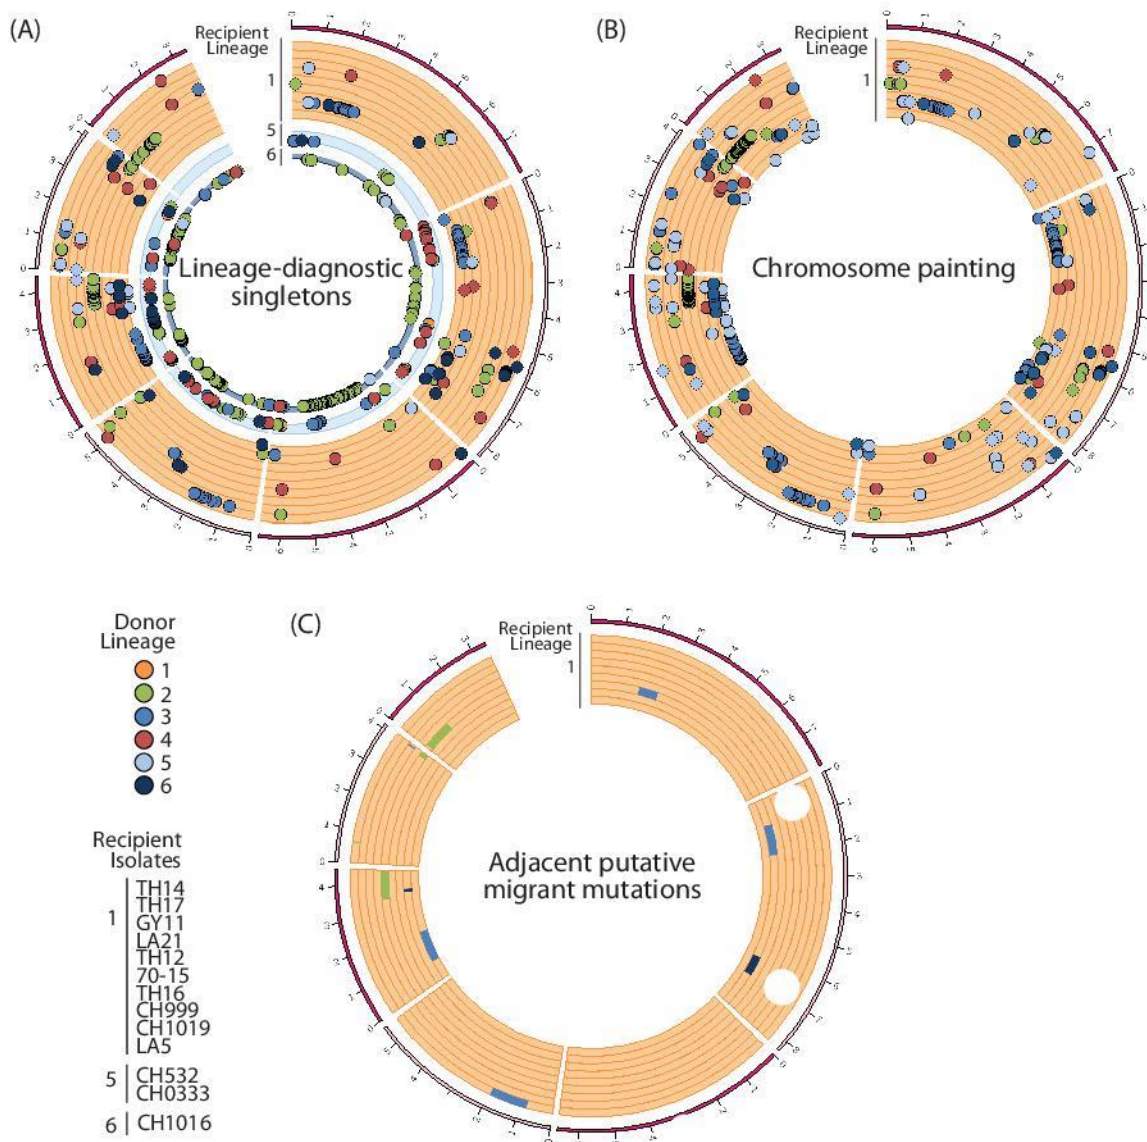 (A)
Recipient
Lineage
1
5
6
Lineage-diagnostic
singletons
(B)
Recipient
Lineage
1
Chromosome painting
Donor
Lineage
1
2
3
4
5
6
Recipient
Isolates
1
TH14
TH17
GY11
LA21
TH12
70-15
TH16
CH999
CH1019
LA5
5
CH532
CH0333
6
CH1016
(C)
Recipient
Lineage
1
Adjacent putative
migrant mutations